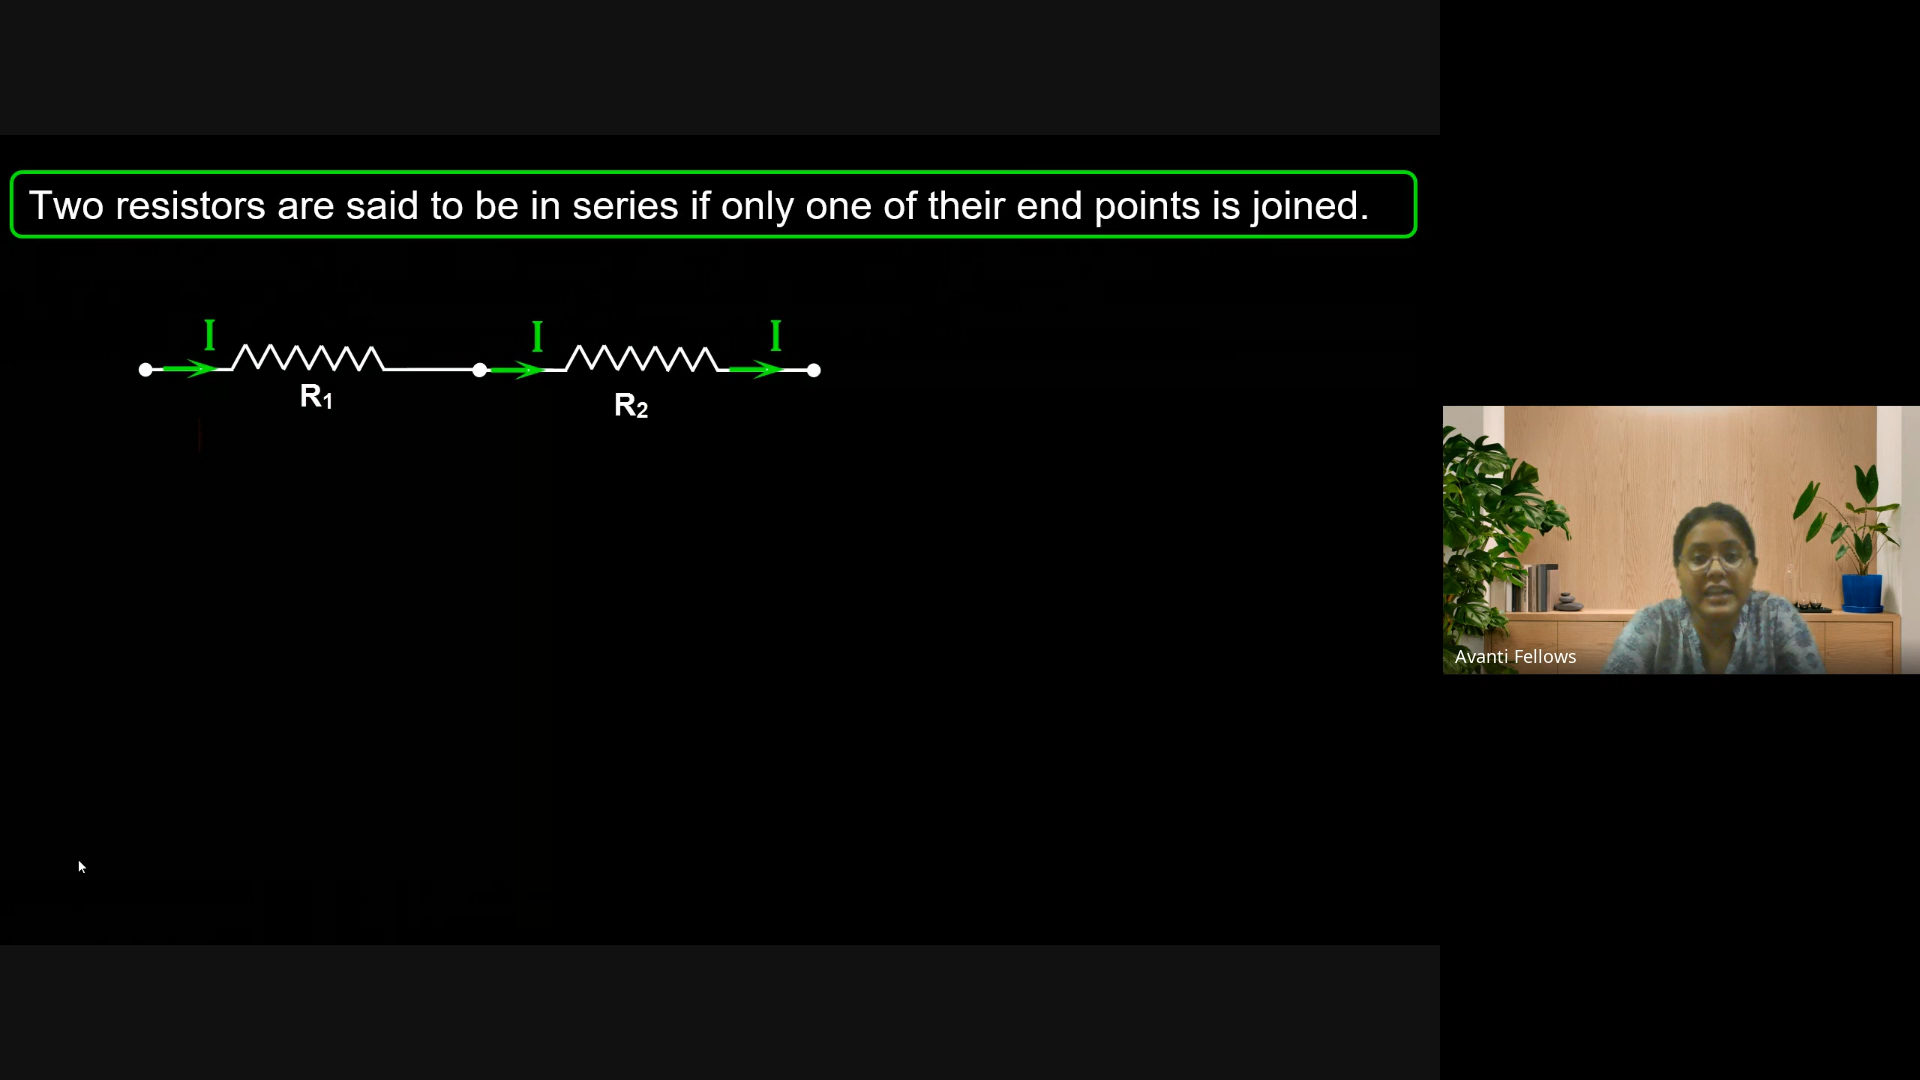 Two resistors are said to be in series if only one of their end points is joined.
I I I
R₁ R₂
Avanti Fellows